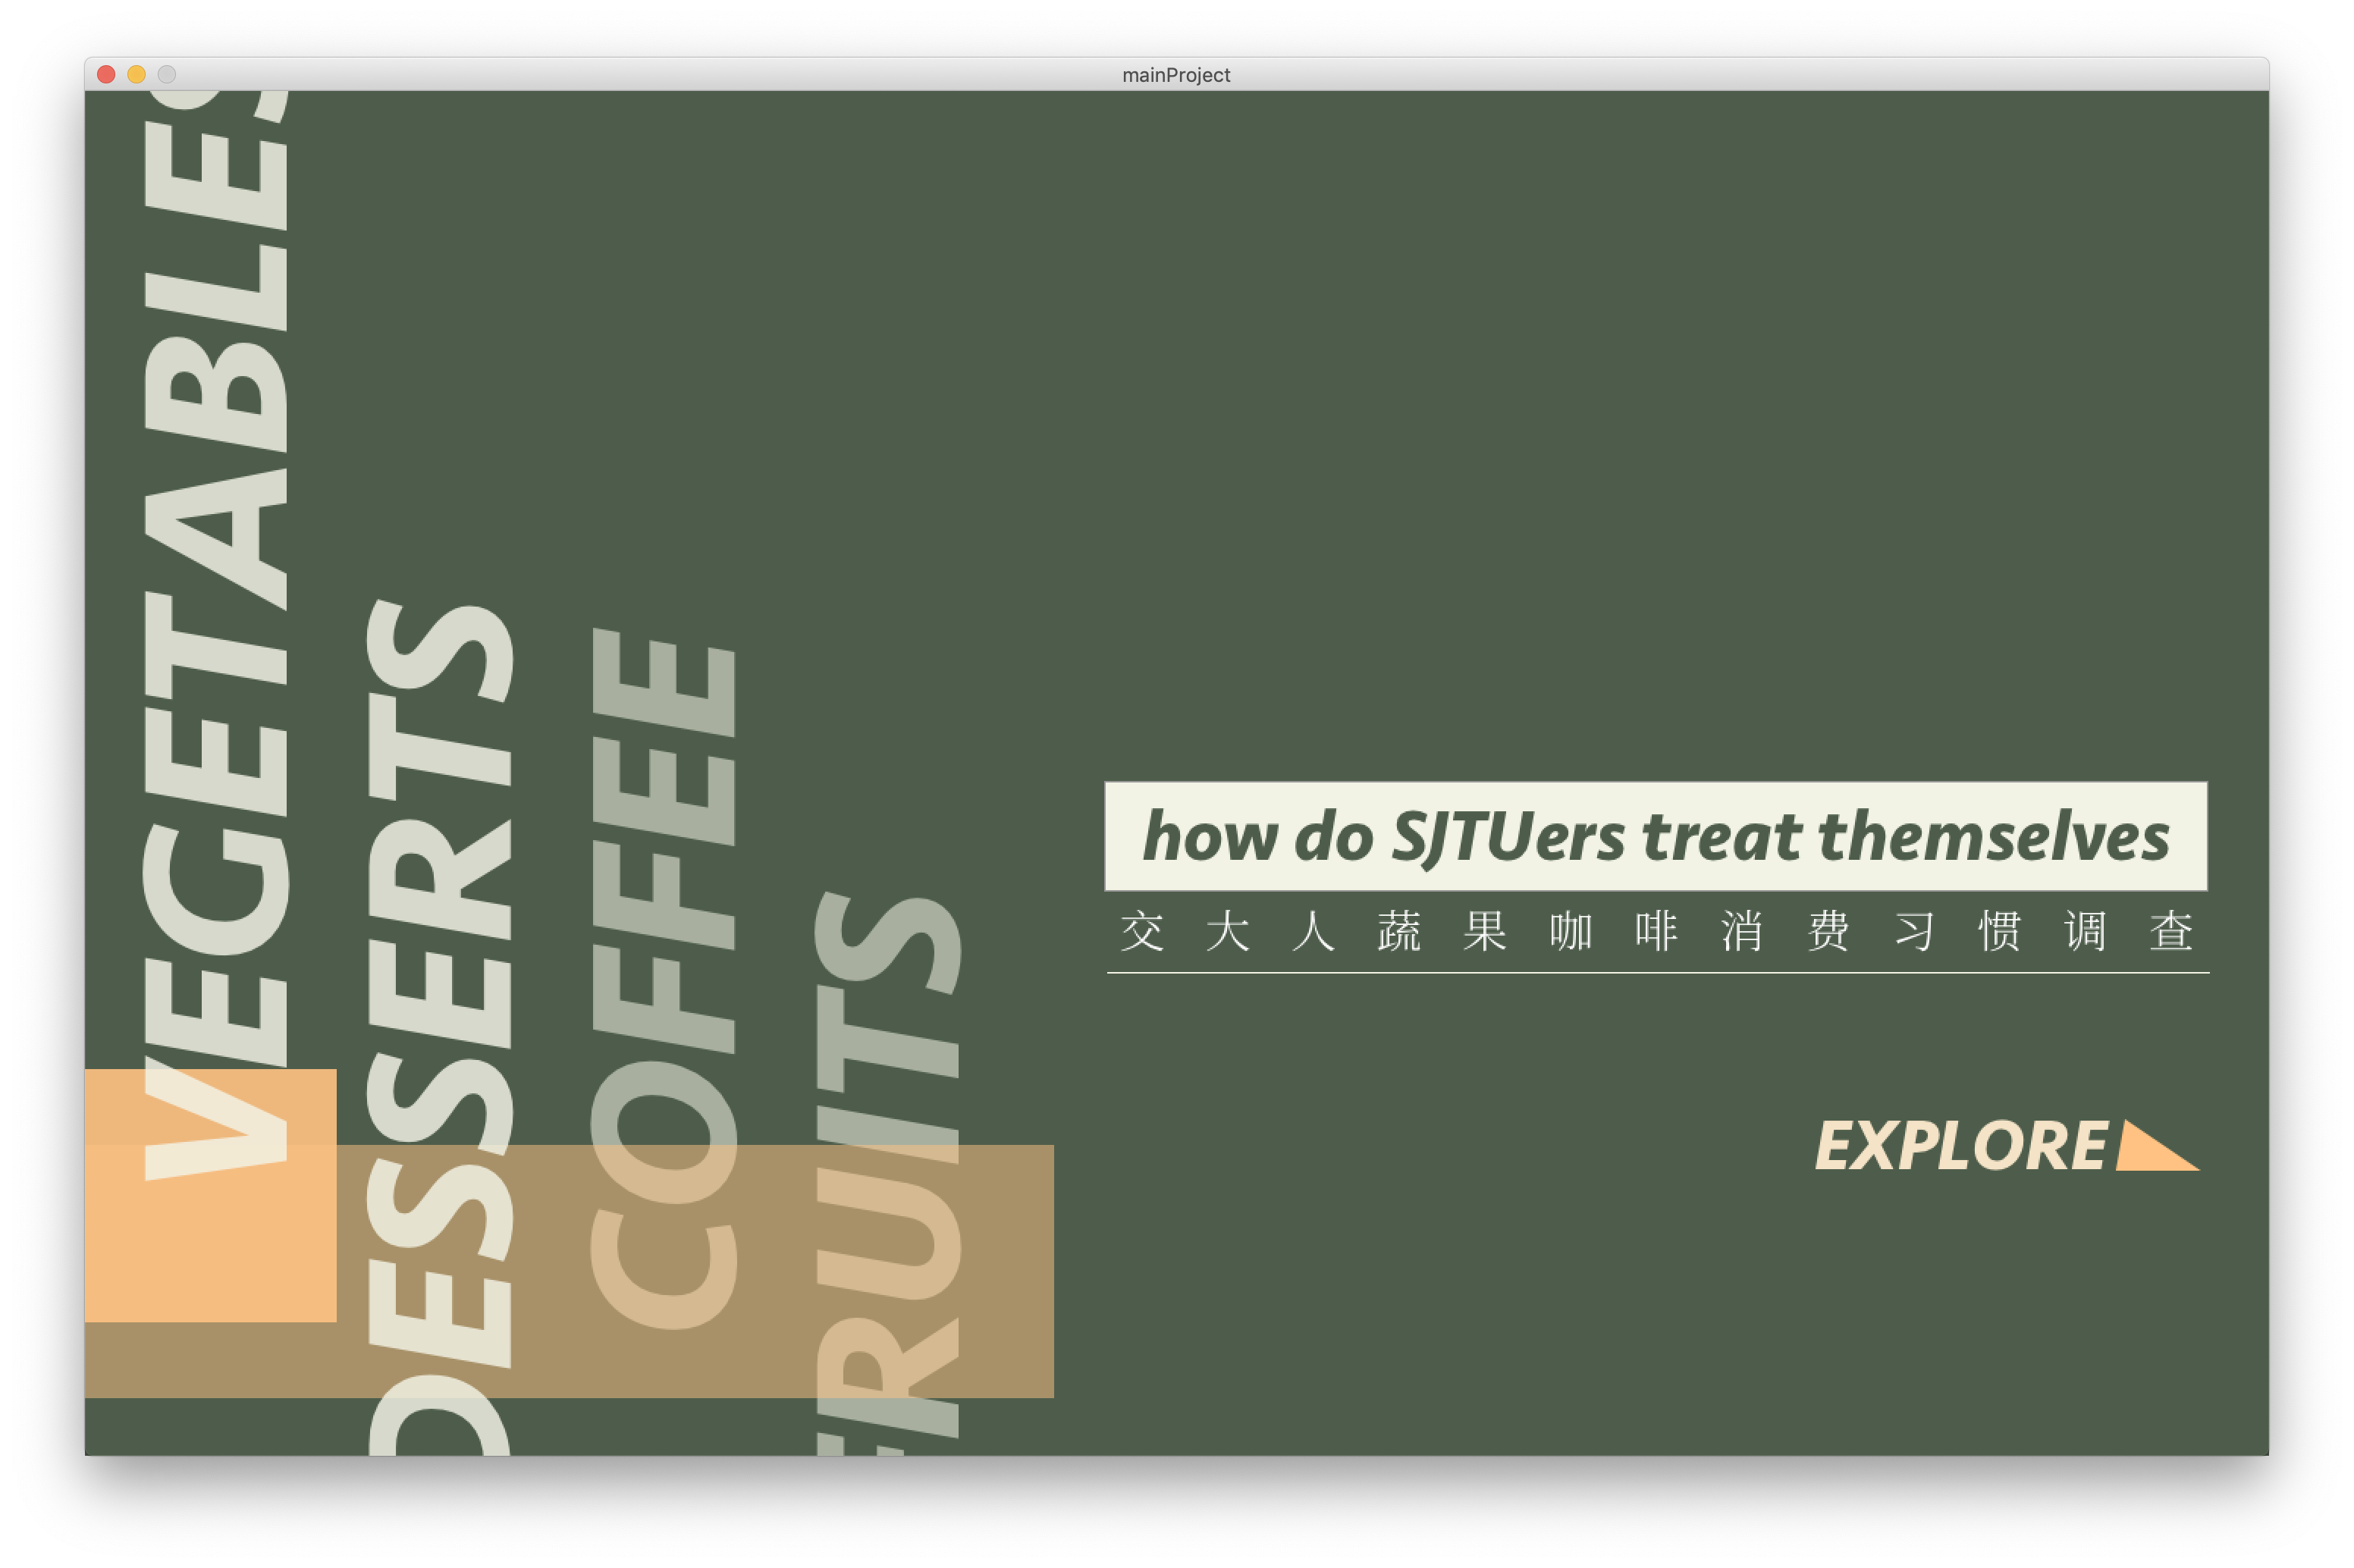 mainProject
VEGETABLES
DESSERTS
COFFEE
FRUITS
how do SJTUers treat themselves
交大人蔬果咖啡消费习惯调查
EXPLORE